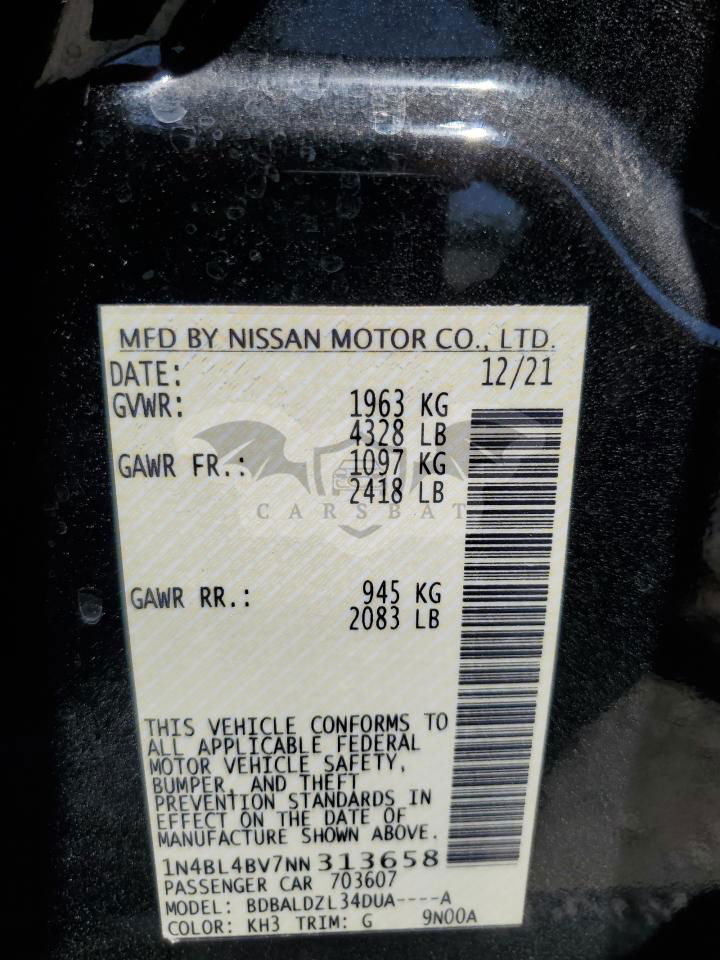 MFD BY NISSAN MOTOR CO., LTD.
DATE: 12/21
GVWR: 1963 KG
4328 LB
GAWR FR.: 1097 KG
2418 LB
CARSBAT
GAWR RR.: 945 KG
2083 LB
THIS VEHICLE CONFORMS TO
ALL APPLICABLE FEDERAL
MOTOR VEHICLE SAFETY,
BUMPER, AND THEFT
PREVENTION STANDARDS IN
EFFECT ON THE DATE OF
MANUFACTURE SHOWN ABOVE.
1N4BL4BV7NN313658
PASSENGER CAR 703607
MODEL: BDBALDZL34DUA----A
COLOR: KH3 TRIM: G 9N00A